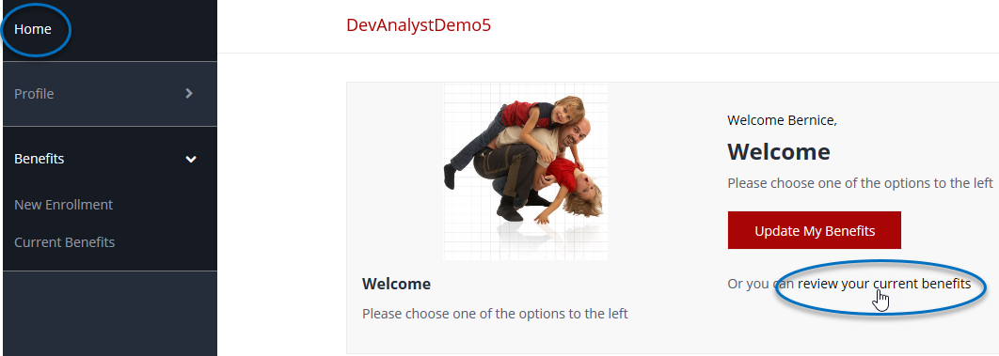 Home
Profile
Benefits
New Enrollment
Current Benefits
DevAnalystDemo5
Welcome
Please choose one of the options to the left
Welcome Bernice,
Welcome
Please choose one of the options to the left
Update My Benefits
Or you can review your current benefits